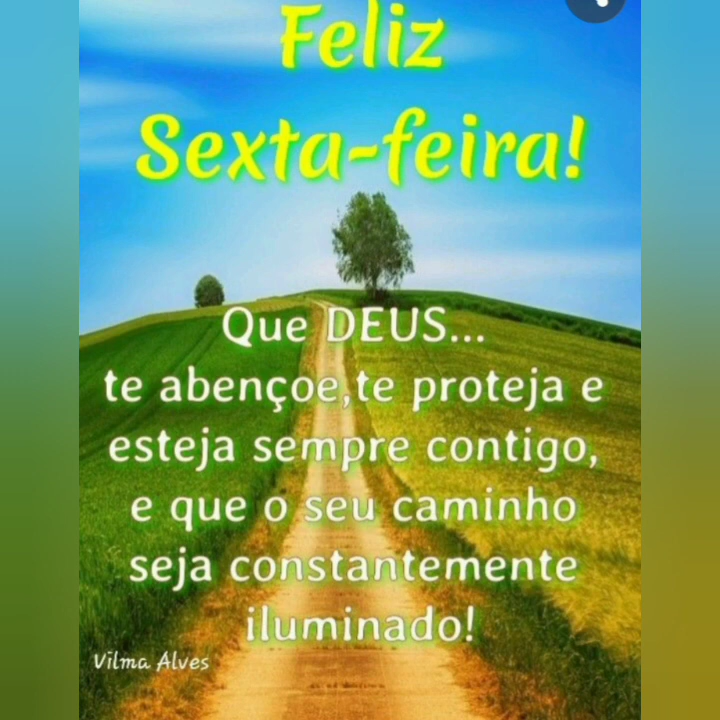 Feliz
Sexta-feira!
Que DEUS...
te abençoe,te proteja e
esteja sempre contigo,
e que o seu caminho
seja constantemente
iluminado!
Vilma Alves